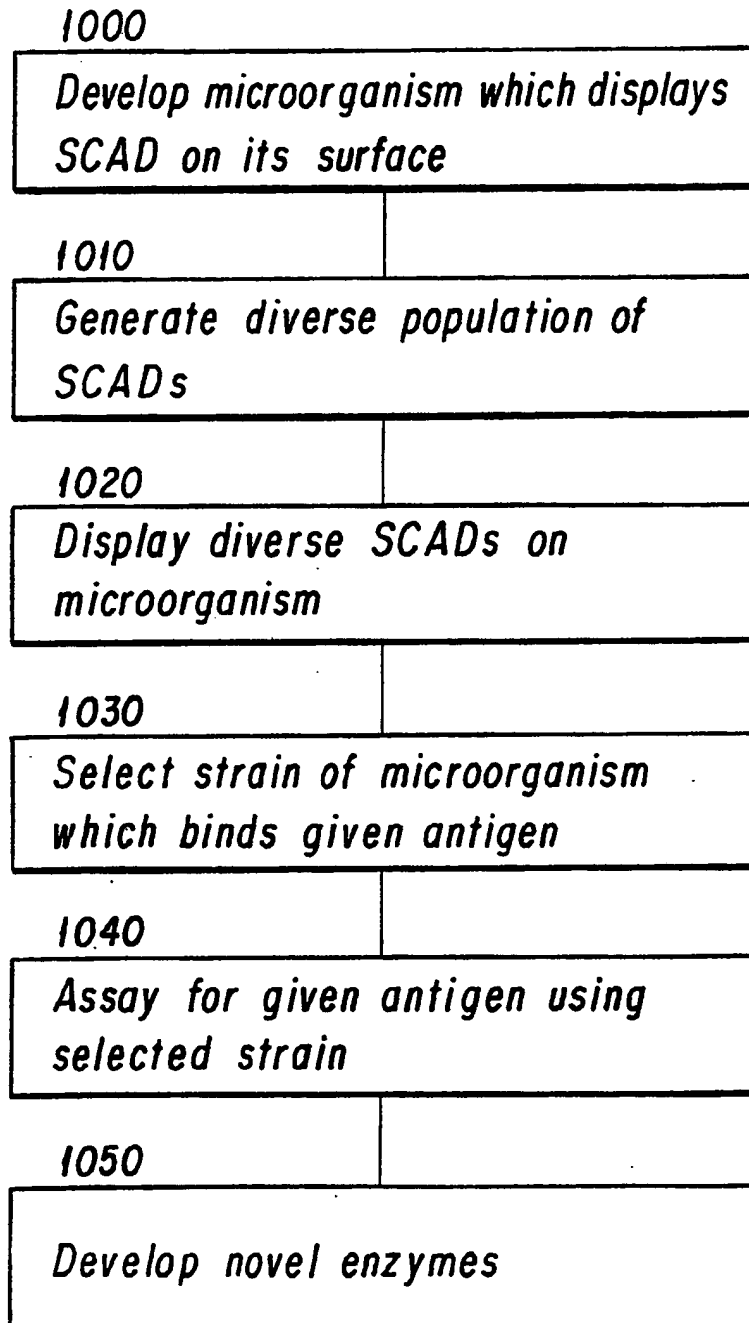 1000
Develop microorganism which displays
SCAD on its surface
1010
Generate diverse population of
SCADs
1020
Display diverse SCADs on
microorganism
1030
Select strain of microorganism
which binds given antigen
1040
Assay for given antigen using
selected strain
1050
Develop novel enzymes